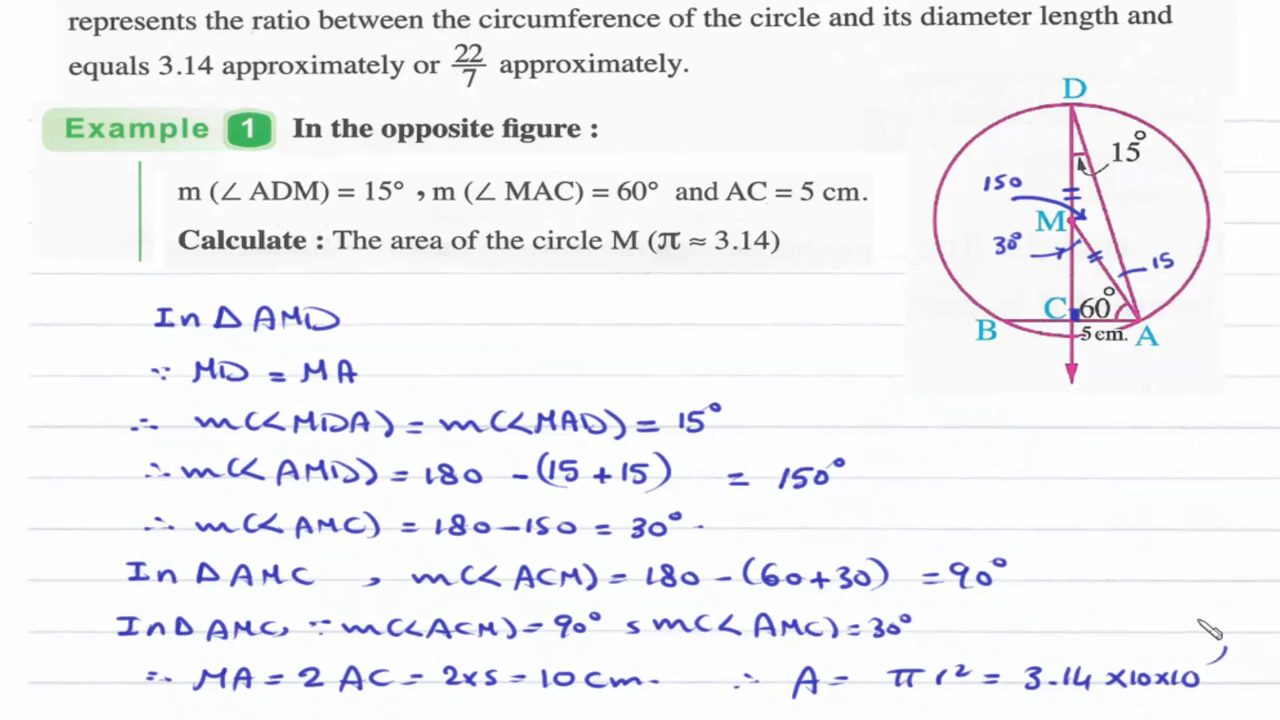 represents the ratio between the circumference of the circle and its diameter length and
equals 3.14 approximately or 22/7 approximately.
Example 1 In the opposite figure :
m (∠ ADM) = 15° , m (∠ MAC) = 60° and AC = 5 cm.
Calculate : The area of the circle M (π ≈ 3.14)
D
15°
150
M
30°
15
C
60°
B
5 cm.
A
In Δ AMD
∵ MD = MA
∴ m(∠MDA) = m(∠MAD) = 15°
∴ m(∠ AMD) = 180 - (15 + 15) = 150°
∴ m(∠ AMC) = 180 - 150 = 30°.
In Δ AMC , m(∠ ACM) = 180 - (60+30) = 90°
In Δ AMC, ∵ m(∠ACM) = 90° , m(∠ AMC) = 30°
∴ MA = 2 AC = 2x5 = 10 cm. ∴ A = π r² = 3.14 x10x10